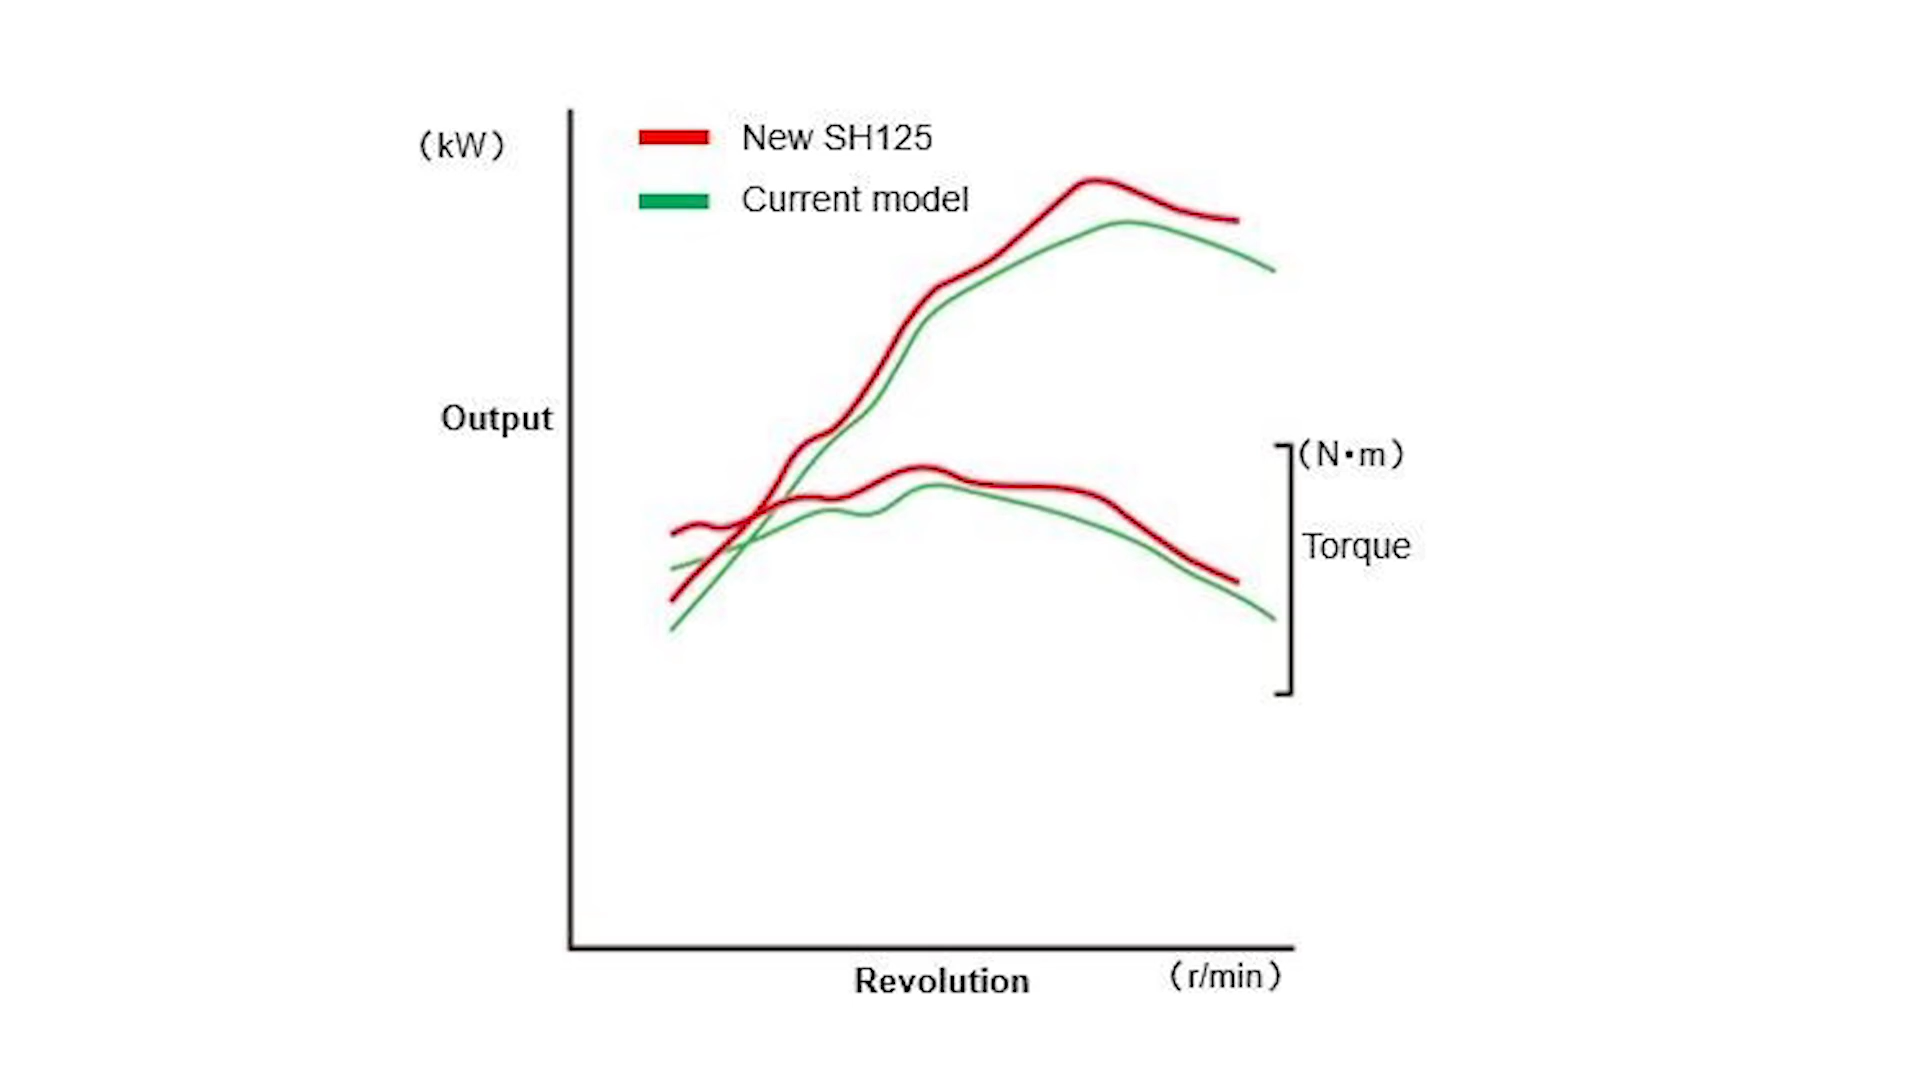 (kW)
New SH125
Current model
Output
(N・m)
Torque
Revolution
(r/min)